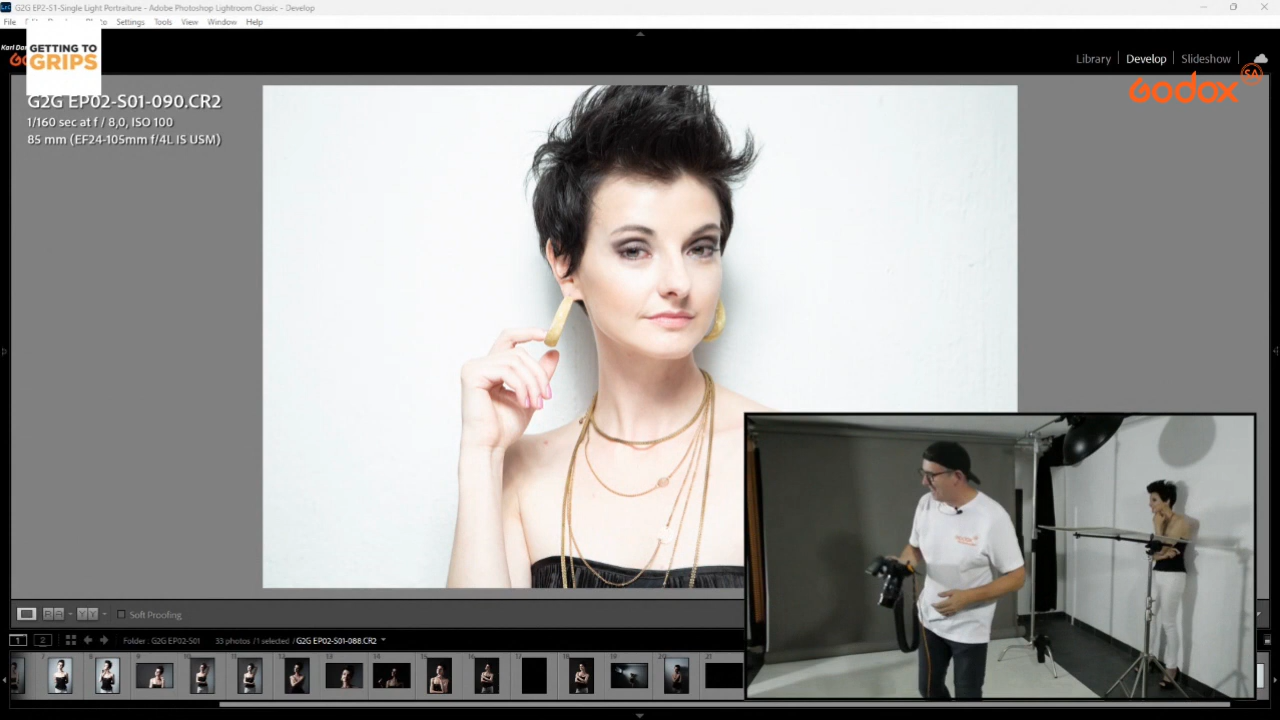 G2G EP2-S1-Single Light Portraiture - Adobe Photoshop Lightroom Classic - Develop
File
Settings Tools View Window Help
GETTING TO
GRIPS
Library | Develop | Slideshow
Godox SA
G2G EP02-S01-090.CR2
1/160 sec at f / 8,0, ISO 100
85 mm (EF24-105mm f/4L IS USM)
Soft Proofing
1 2 Folder : G2G EP02-S01 33 photos / 1 selected / G2G EP02-S01-088.CR2